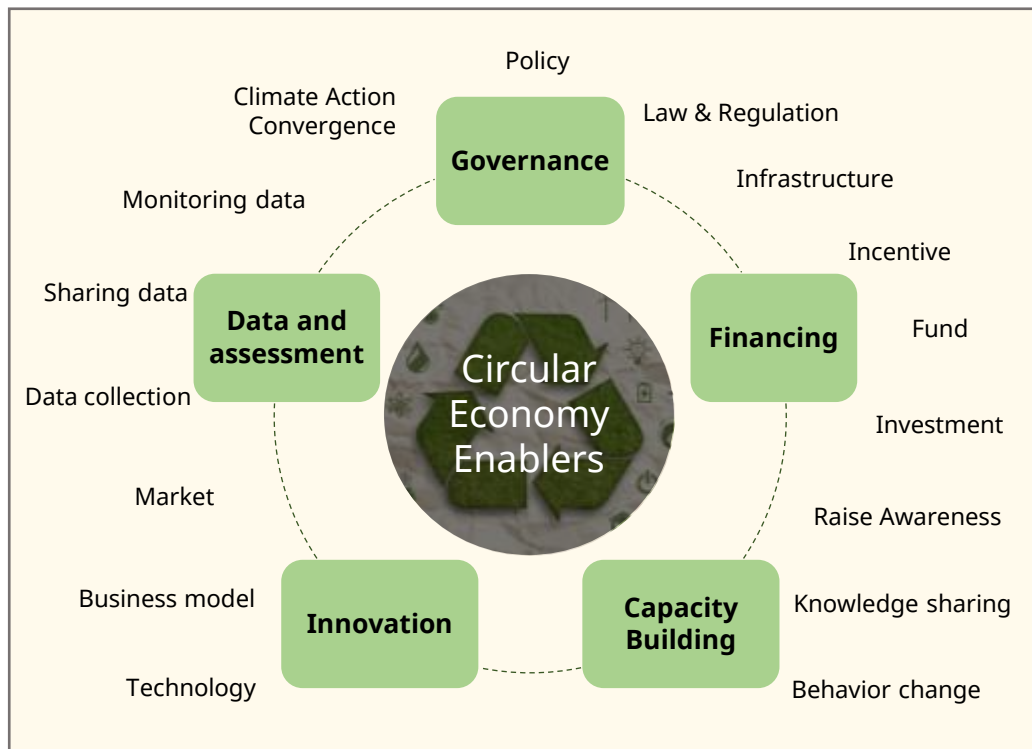 Policy
Climate Action
Convergence
Law & Regulation
Governance
Infrastructure
Monitoring data
Incentive
Sharing data
Data and
assessment
Financing
Fund
Circular
Economy
Enablers
Data collection
Investment
Market
Raise Awareness
Business model
Innovation
Capacity
Building
Knowledge sharing
Technology
Behavior change